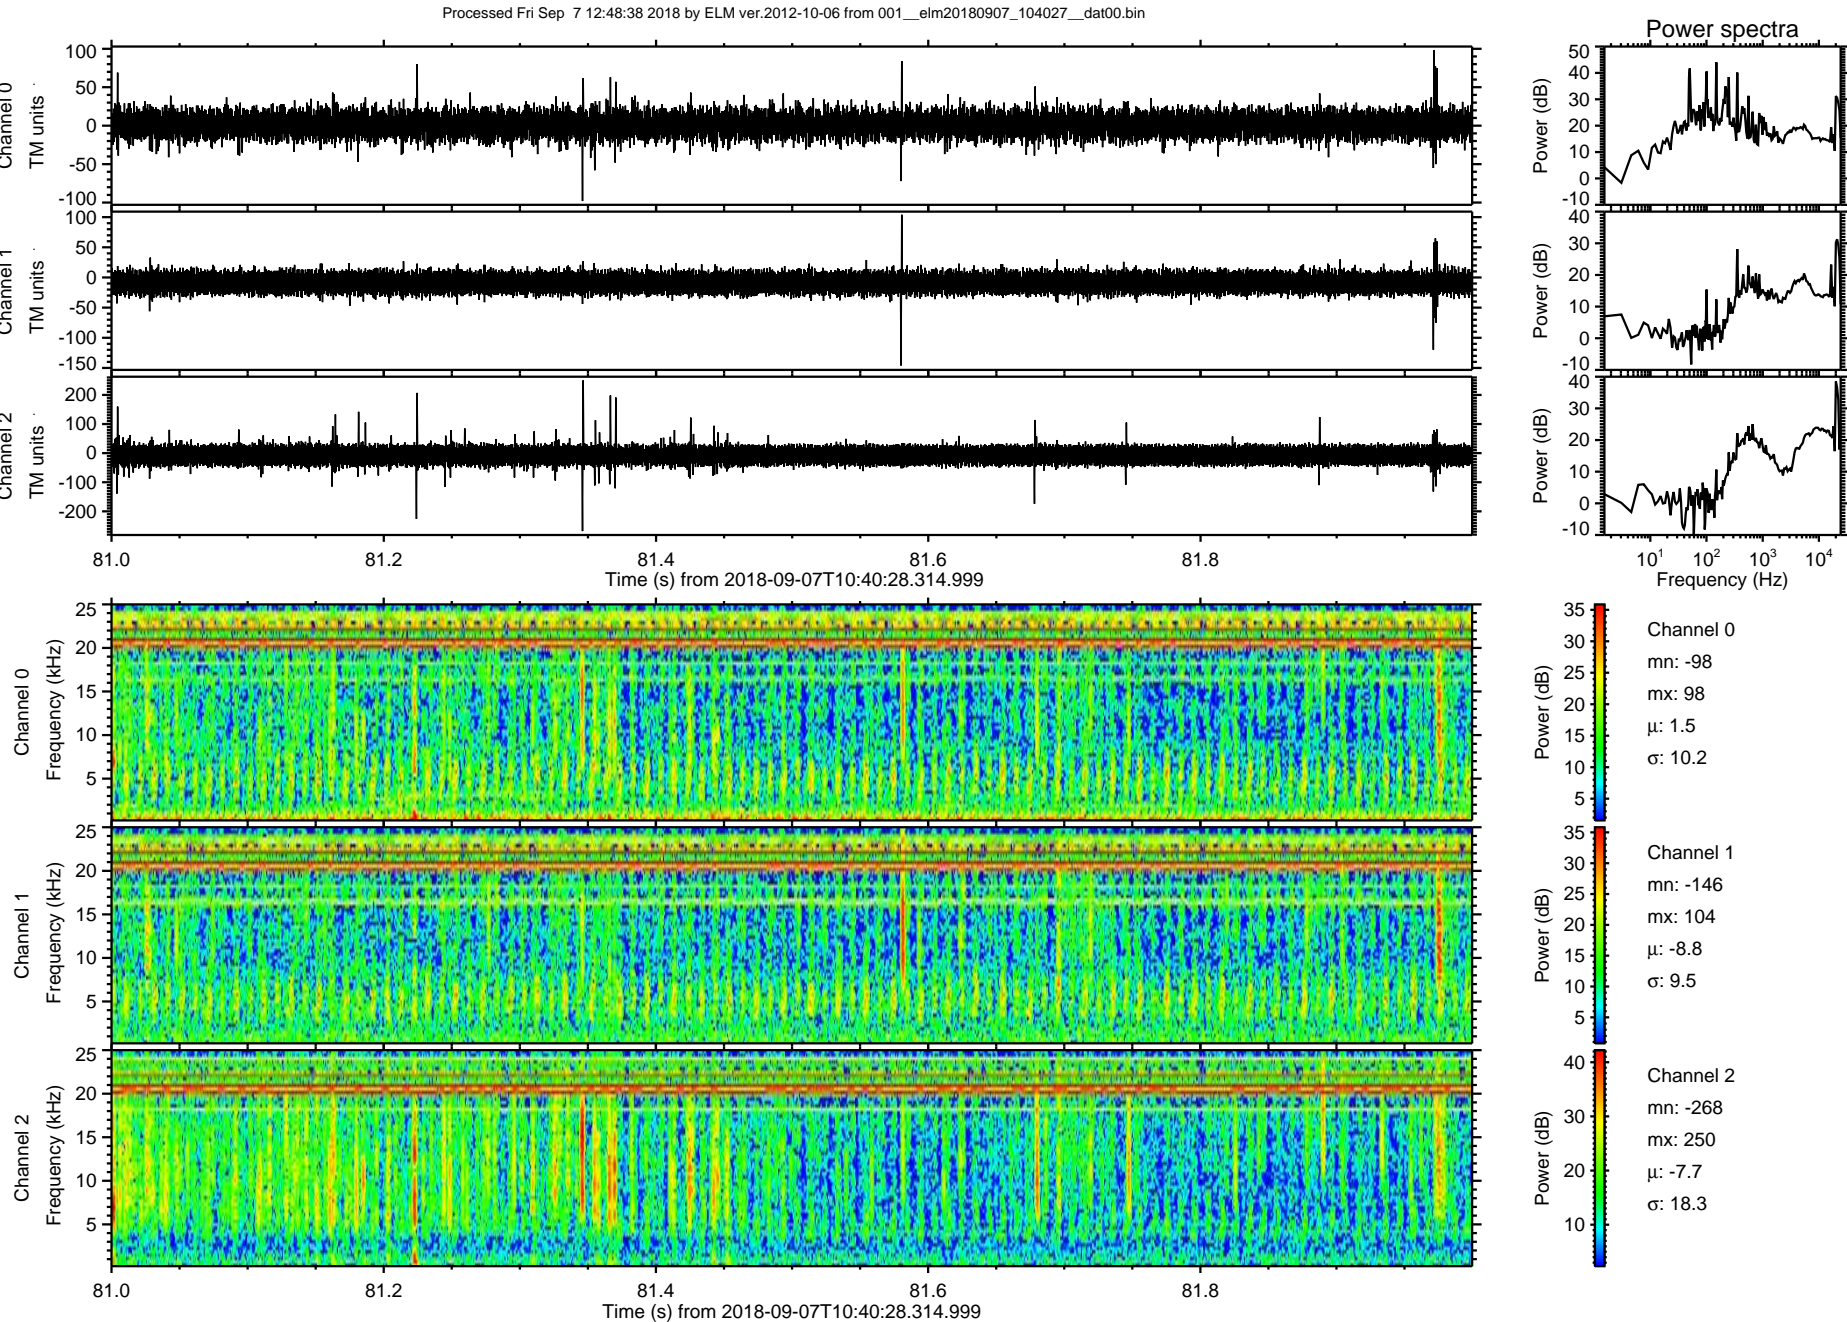 Processed Fri Sep  7 12:48:38 2018 by ELM ver.2012-10-06 from 001__elm20180907_104027__dat00.bin
Power spectra
Channel 0
TM units
100
50
0
-50
-100
Power (dB)
50
40
30
20
10
0
-10
Channel 1
TM units
100
50
0
-50
-100
-150
Power (dB)
40
30
20
10
0
-10
Channel 2
TM units
200
100
0
-100
-200
Power (dB)
40
30
20
10
0
-10
81.0 81.2 81.4 81.6 81.8
Time (s) from 2018-09-07T10:40:28.314.999
10^1 10^2 10^3 10^4
Frequency (Hz)
Channel 0
Frequency (kHz)
25
20
15
10
5
Power (dB)
35
30
25
20
15
10
5
Channel 0
mn: -98
mx: 98
μ: 1.5
σ: 10.2
Channel 1
Frequency (kHz)
25
20
15
10
5
Power (dB)
35
30
25
20
15
10
5
Channel 1
mn: -146
mx: 104
μ: -8.8
σ: 9.5
Channel 2
Frequency (kHz)
25
20
15
10
5
Power (dB)
40
30
20
10
Channel 2
mn: -268
mx: 250
μ: -7.7
σ: 18.3
81.0 81.2 81.4 81.6 81.8
Time (s) from 2018-09-07T10:40:28.314.999